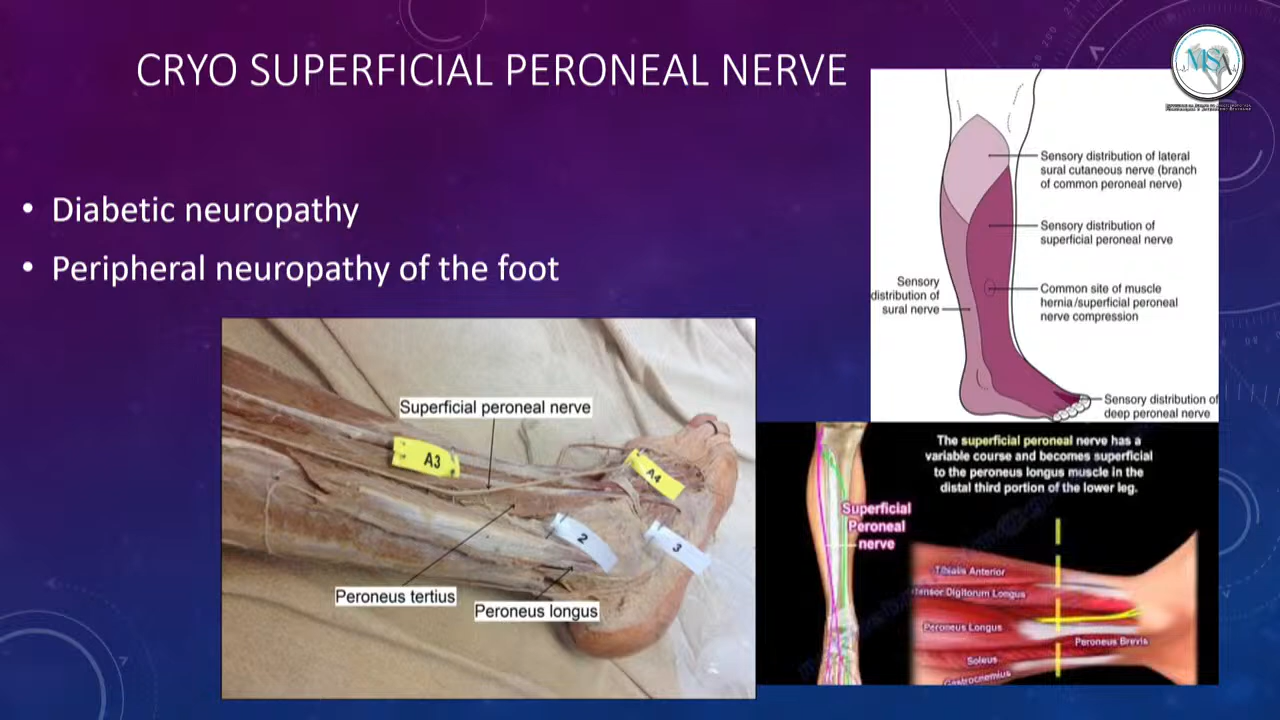 CRYO SUPERFICIAL PERONEAL NERVE
MSA
• Diabetic neuropathy
• Peripheral neuropathy of the foot
Sensory distribution of lateral
sural cutaneous nerve (branch
of common peroneal nerve)
Sensory distribution of
superficial peroneal nerve
Sensory
distribution of
sural nerve
Common site of muscle
hernia/superficial peroneal
nerve compression
Sensory distribution of
deep peroneal nerve
Superficial peroneal nerve
A3
A4
2
3
Peroneus tertius
Peroneus longus
The superficial peroneal nerve has a
variable course and becomes superficial
to the peroneus longus muscle in the
distal third portion of the lower leg.
Superficial
Peroneal
nerve
Tibialis Anterior
tensor Digitorum Longus
Peroneus Longus
Peroneus Brevis
Soleus
Gastrocnemius